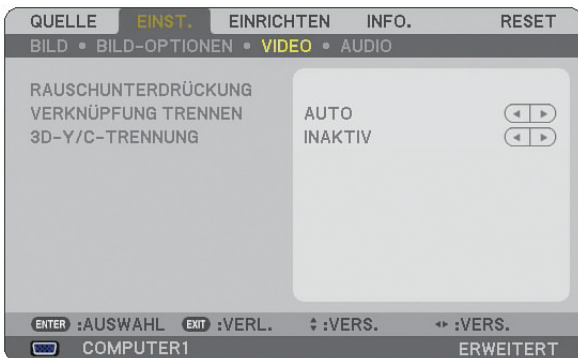 QUELLE EINST. EINRICHTEN INFO. RESET
BILD • BILD-OPTIONEN • VIDEO • AUDIO
RAUSCHUNTERDRÜCKUNG
VERKNÜPFUNG TRENNEN AUTO
3D-Y/C-TRENNUNG INAKTIV
ENTER :AUSWAHL EXIT :VERL. :VERS. :VERS.
COMPUTER1 ERWEITERT